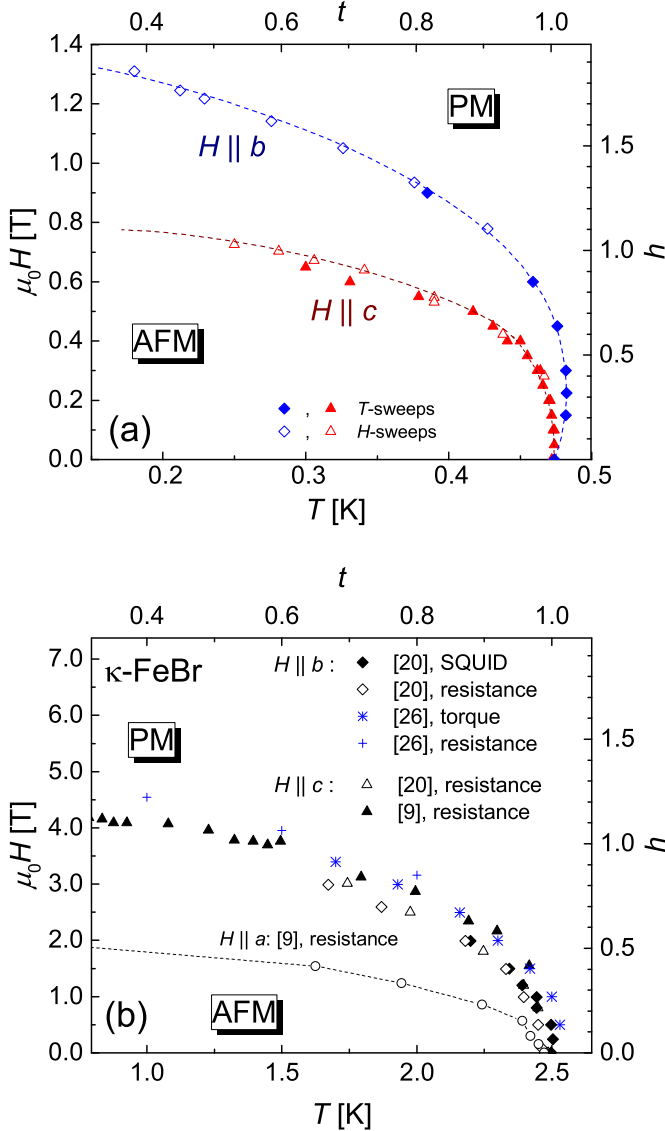 t
0.4 0.6 0.8 1.0
1.4
1.2
1.0
0.8
0.6
0.4
0.2
0.0
μ0H [T]
PM
H || b
H || c
AFM
(a)
, T-sweeps
, H-sweeps
1.5
1.0
0.5
0.0
h
0.2 0.3 0.4 0.5
T [K]
t
0.4 0.6 0.8 1.0
7.0
6.0
5.0
4.0
3.0
2.0
1.0
0.0
μ0H [T]
κ-FeBr
PM
H || b : [20], SQUID
[20], resistance
[26], torque
[26], resistance
H || c : [20], resistance
[9], resistance
H || a: [9], resistance
AFM
(b)
1.5
1.0
0.5
0.0
h
1.0 1.5 2.0 2.5
T [K]